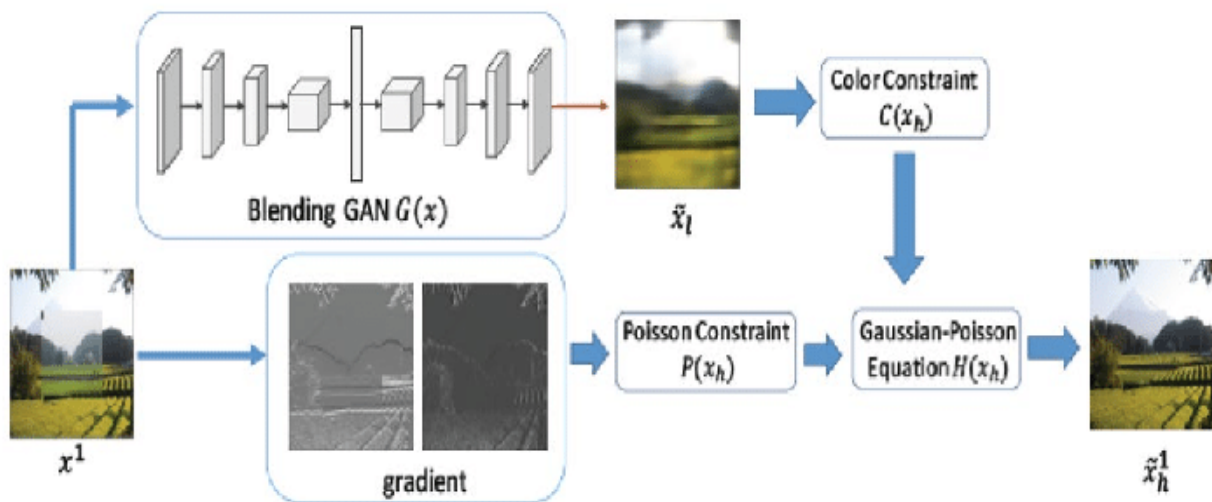 Blending GAN G(x)
x̃_l
Color Constraint
C(x_h)
x^1
gradient
Poisson Constraint
P(x_h)
Gaussian-Poisson
Equation H(x_h)
x̃_h^1